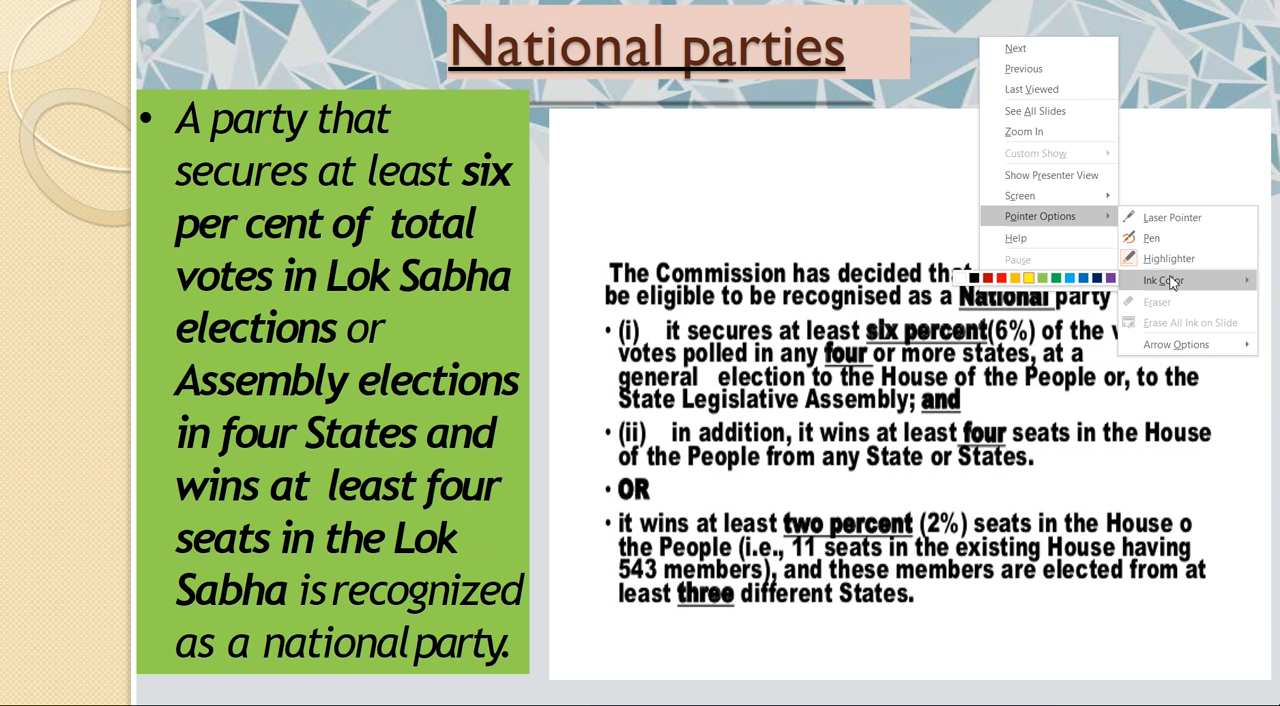 National parties
• A party that
secures at least six
per cent of total
votes in Lok Sabha
elections or
Assembly elections
in four States and
wins at least four
seats in the Lok
Sabha is recognized
as a national party.
The Commission has decided that
be eligible to be recognised as a National party
• (i) it secures at least six percent(6%) of the
votes polled in any four or more states, at a
general election to the House of the People or, to the
State Legislative Assembly; and
• (ii) in addition, it wins at least four seats in the House
of the People from any State or States.
• OR
• it wins at least two percent (2%) seats in the House o
the People (i.e., 11 seats in the existing House having
543 members), and these members are elected from at
least three different States.
Next
Previous
Last Viewed
See All Slides
Zoom In
Custom Show
Show Presenter View
Screen
Pointer Options
Help
Pause
Laser Pointer
Pen
Highlighter
Ink Color
Eraser
Erase All Ink on Slide
Arrow Options